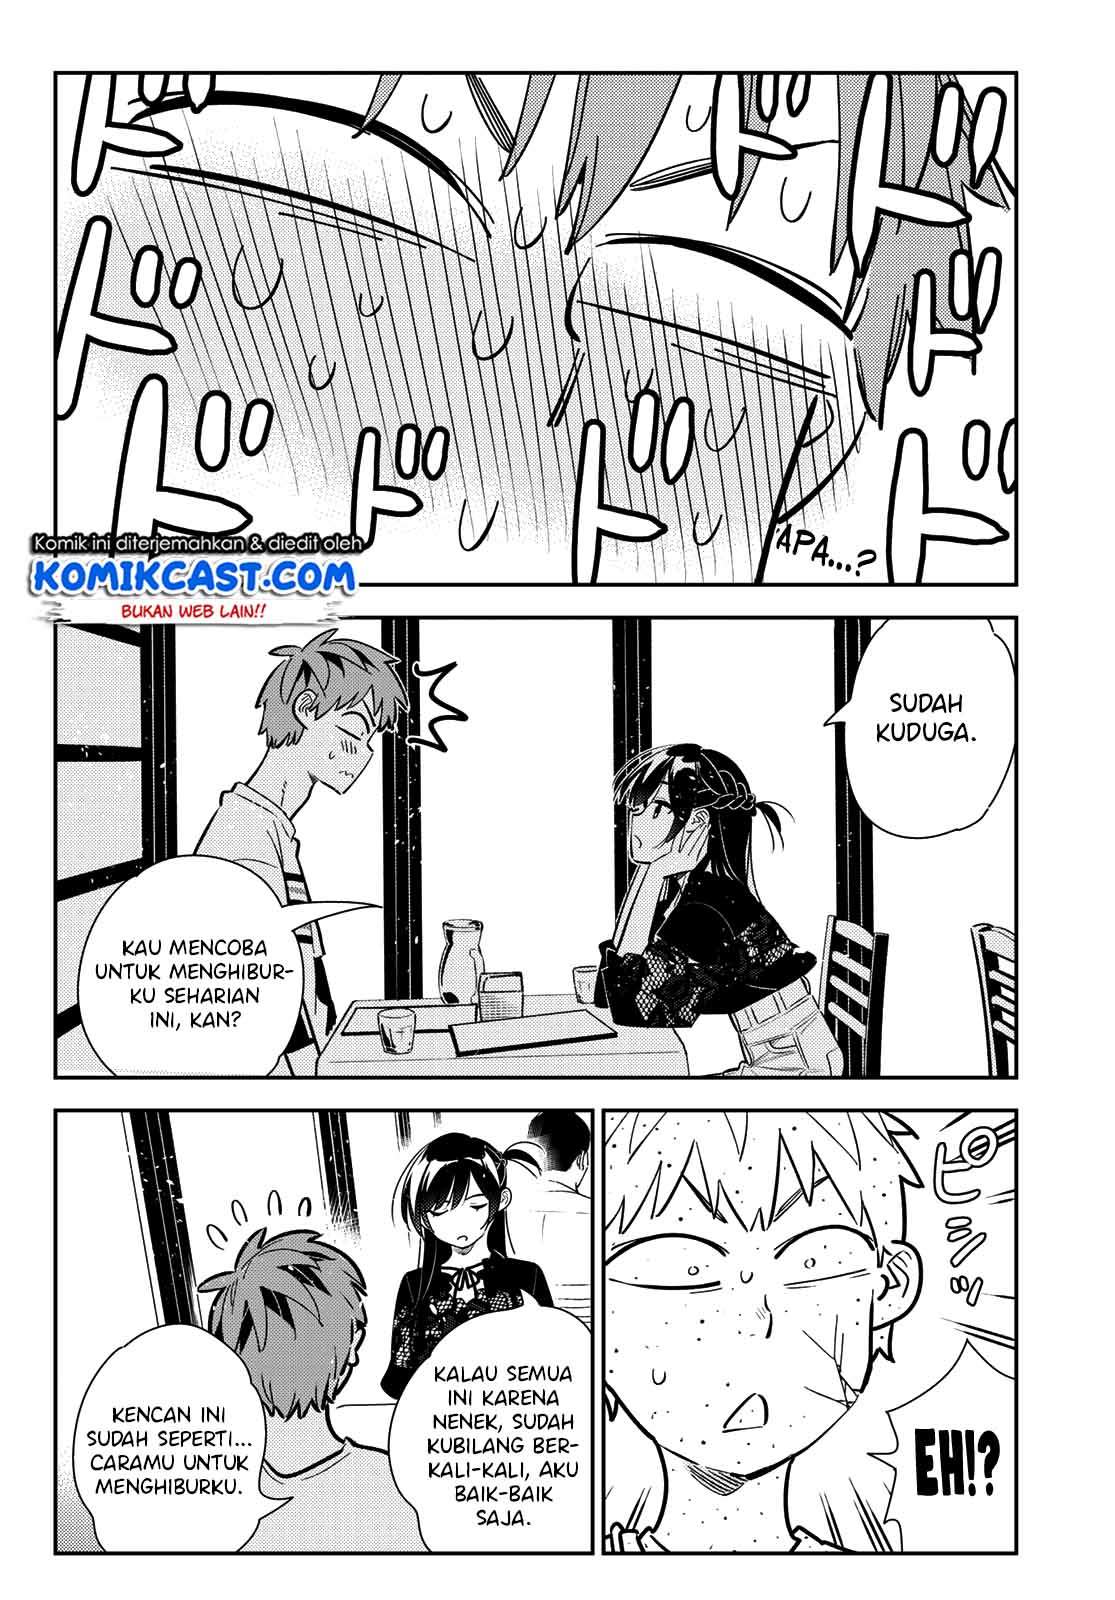 ド ド ド ド ド ド ド ド ド ド ド
APA...?
Komik ini diterjemahkan & diedit oleh
KOMIKCAST.COM
BUKAN WEB LAIN!!
SUDAH
KUDUGA.
KAU MENCOBA
UNTUK MENGHIBUR-
KU SEHARIAN
INI, KAN?
ピシッ
EH!?
KALAU SEMUA
INI KARENA
NENEK, SUDAH
KUBILANG BER-
KALI-KALI, AKU
BAIK-BAIK
SAJA.
KENCAN INI
SUDAH SEPERTI...
CARAMU UNTUK
MENGHIBURKU.